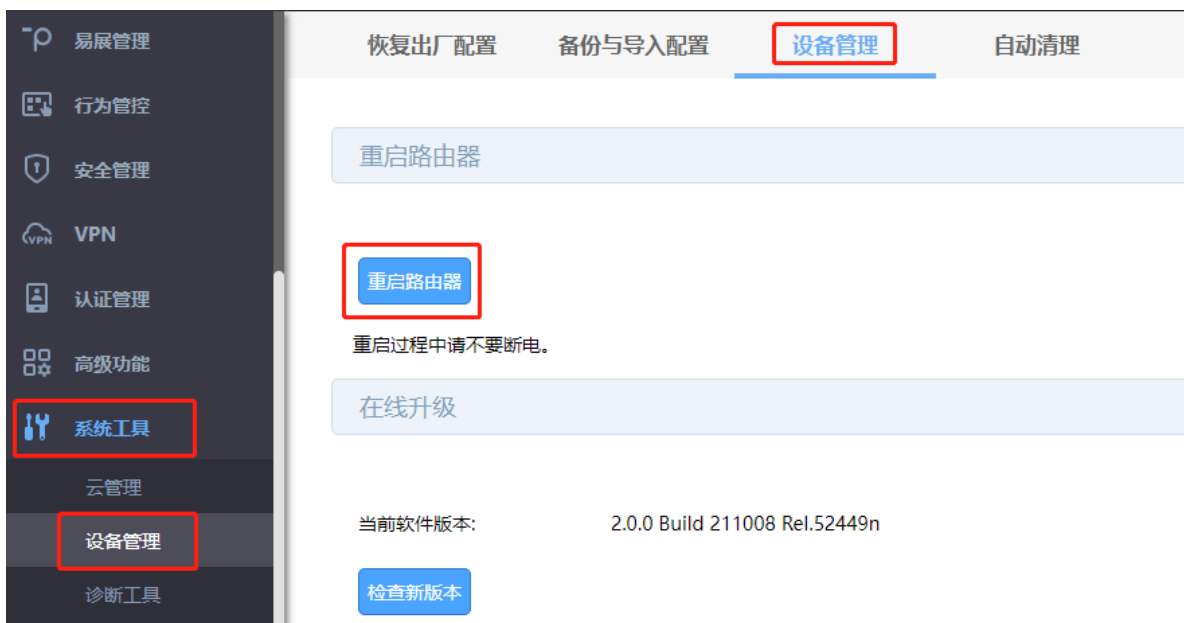 易展管理
行为管控
安全管理
VPN
VPN
认证管理
高级功能
系统工具
云管理
设备管理
诊断工具
恢复出厂配置 备份与导入配置 设备管理 自动清理
重启路由器
重启路由器
重启过程中请不要断电。
在线升级
当前软件版本: 2.0.0 Build 211008 Rel.52449n
检查新版本